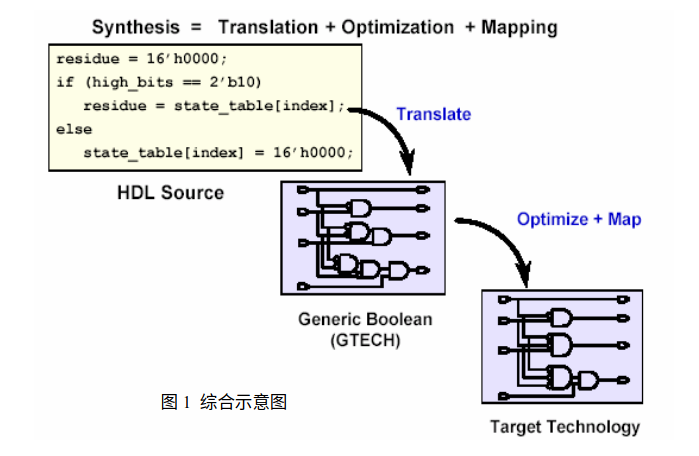 Synthesis = Translation + Optimization + Mapping
residue = 16’h0000;
if (high_bits == 2’b10)
residue = state_table[index];
else
state_table[index] = 16’h0000;
Translate
HDL Source
Optimize + Map
Generic Boolean
(GTECH)
图 1 综合示意图
Target Technology